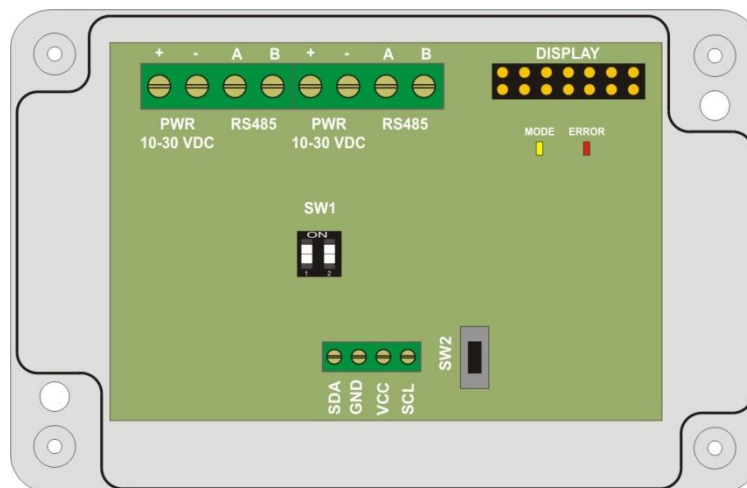 + - A B + - A B
DISPLAY
PWR RS485 PWR RS485
10-30 VDC 10-30 VDC
MODE ERROR
SW1
ON
1 2
SW2
SDA GND VCC SCL